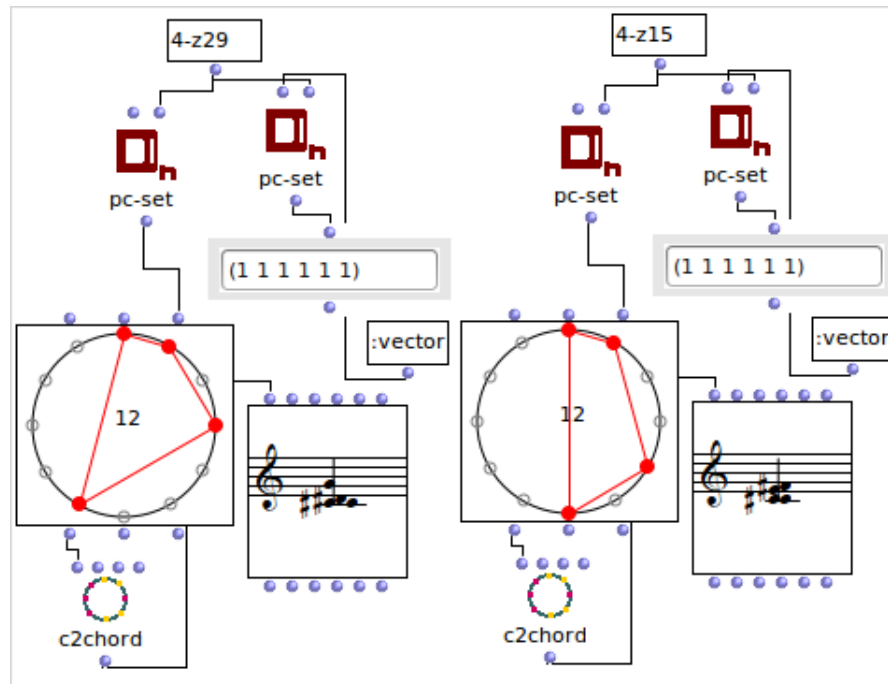 4-z29
4-z15
pc-set
pc-set
pc-set
pc-set
(1 1 1 1 1 1)
(1 1 1 1 1 1)
:vector
:vector
12
12
c2chord
c2chord